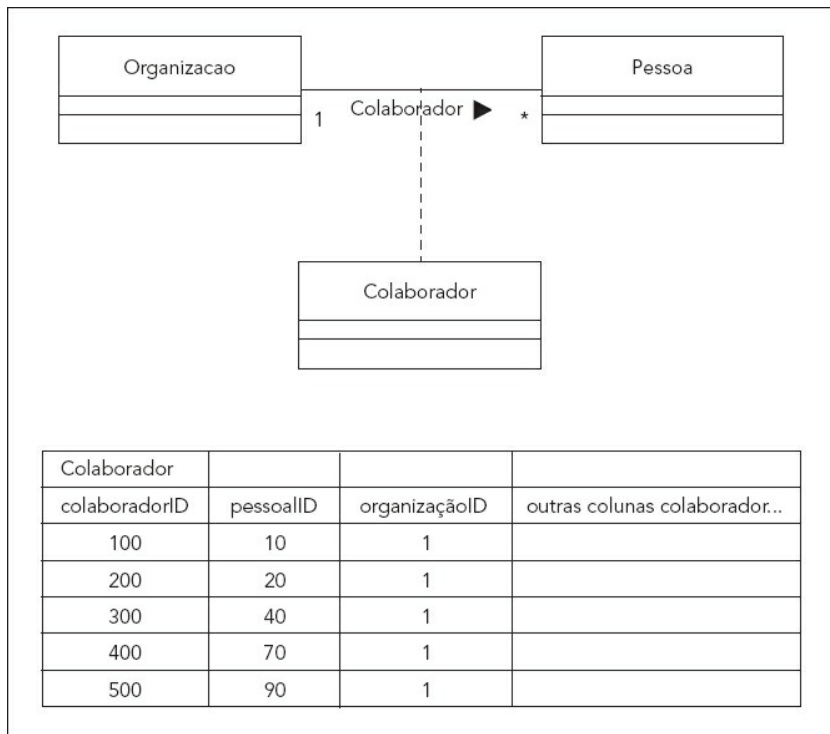 Organizacao
Pessoa
1
Colaborador ▶
*
Colaborador
Colaborador
colaboradorID pessoalID organizaçãoID outras colunas colaborador...
100 10 1
200 20 1
300 40 1
400 70 1
500 90 1